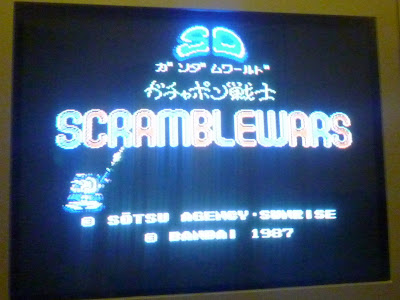 SD
ガンダムワールド
ガチャポン戦士
SCRAMBLEWARS
© SŌTSU AGENCY·SUNRISE
© BANDAI 1987